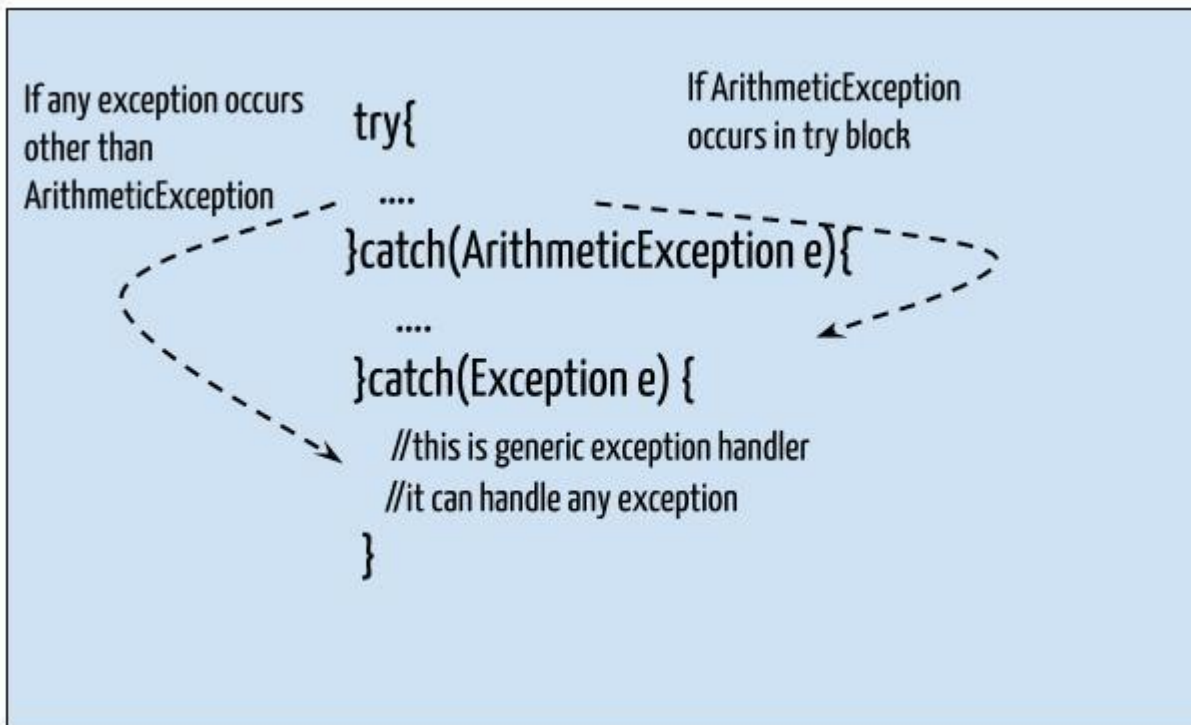 If any exception occurs
other than
ArithmeticException
If ArithmeticException
occurs in try block
try{
....
}catch(ArithmeticException e){
....
}catch(Exception e) {
//this is generic exception handler
//it can handle any exception
}